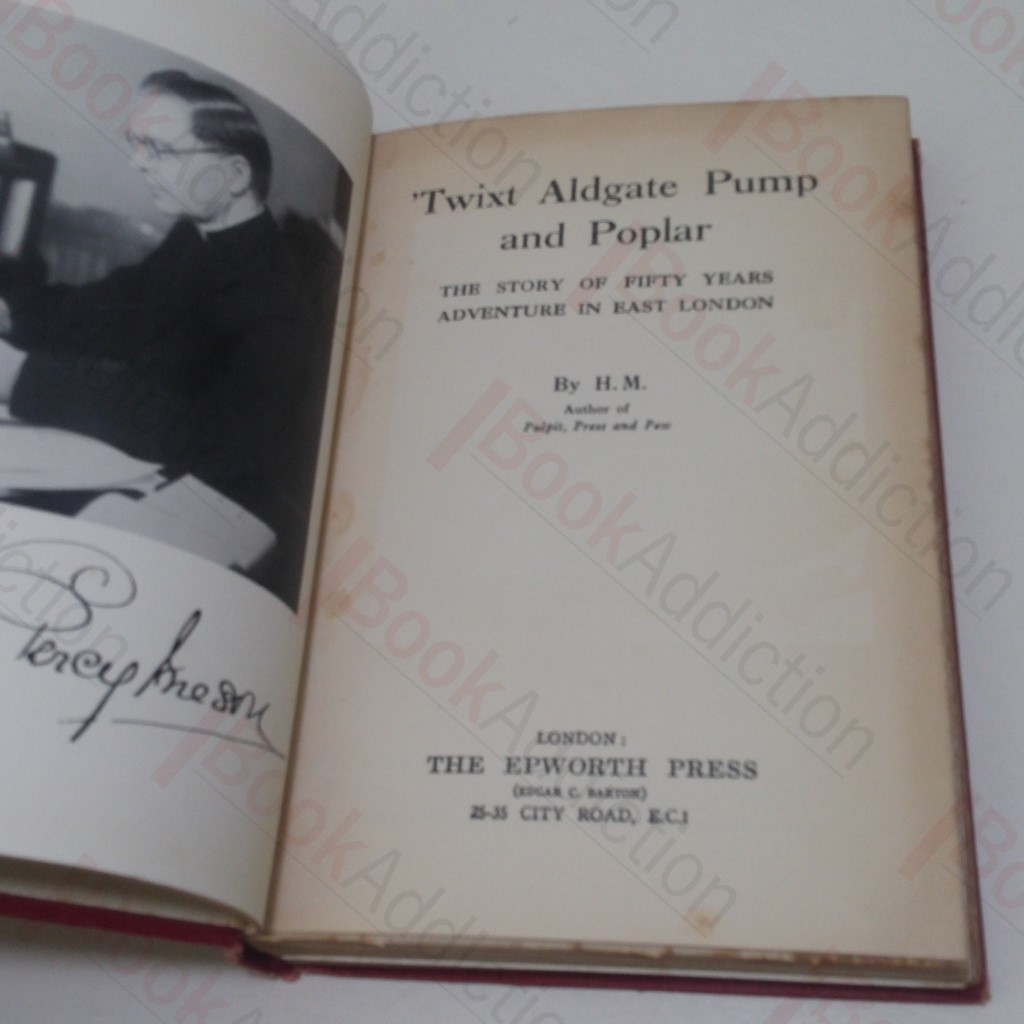 Percy Ineson
'Twixt Aldgate Pump
and Poplar
THE STORY OF FIFTY YEARS
ADVENTURE IN EAST LONDON
By H. M.
Author of
Pulpit, Press and Pew
LONDON :
THE EPWORTH PRESS
(EDGAR C. BARTON)
25-35 CITY ROAD, E.C.1
BookAddiction